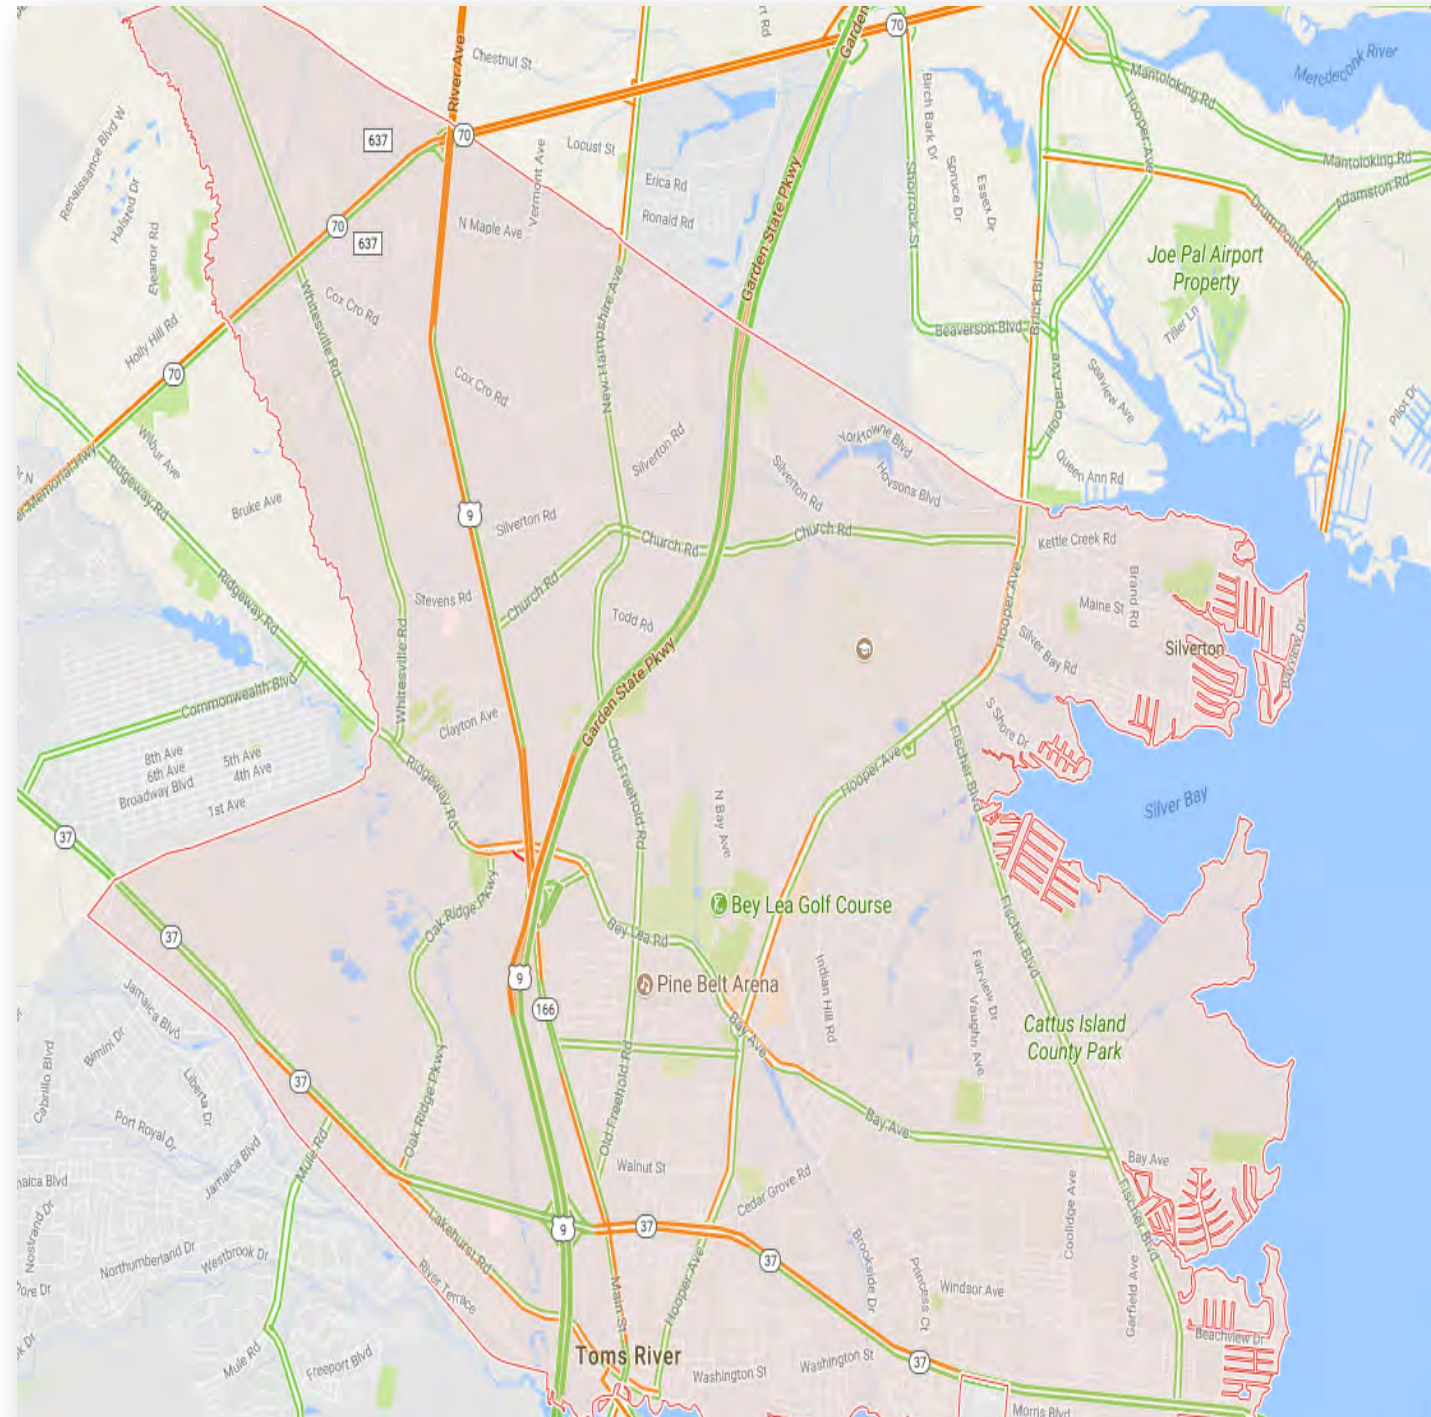 River Ave
Chestnut St
70
Garden
Mantoloking Rd
Metedeconk River
Hooper Ave
Renaissance Blvd W
637
70
Locust St
Vermont Ave
Birch Bark Dr
Mantoloking Rd
Halsted Dr
Erica Rd
Spruce Dr
Essex Dr
Adamston Rd
Eleanor Rd
70
637
N Maple Ave
Ronald Rd
Garden State Pkwy
Shorrock St
Drum Point Rd
Joe Pal Airport
Property
Cox Cro Rd
Whitesville Rd
New Hampshire Ave
Brick Blvd
Beaverson Blvd
Tiller Ln
Holly Hill Rd
70
Cox Cro Rd
Hooper Ave
Seaview Ave
Pilot Dr
Wilbur Ave
Silverton Rd
Yorktowne Blvd
Hovsons Blvd
Silverton Rd
Queen Ann Rd
Memorial Hwy
Ridgeway Rd
Bruke Ave
9
Silverton Rd
Church Rd
Church Rd
Kettle Creek Rd
Ridgeway Rd
Stevens Rd
Church Rd
Todd Rd
Hooper Ave
Maine St
Brand Rd
Silver Bay Rd
Silverton
Bayview Dr
Whitesville Rd
Garden State Pkwy
Commonwealth Blvd
Clayton Ave
S Shore Dr
8th Ave
5th Ave
6th Ave
4th Ave
Broadway Blvd
1st Ave
Ridgeway Rd
Old Freehold Rd
N Bay Ave
Hooper Ave
Fischer Blvd
Silver Bay
37
Oak Ridge Pkwy
Bey Lea Golf Course
Bey Lea Rd
Fischer Blvd
37
9
Pine Belt Arena
Indian Hill Rd
Fairview Dr
Vaughn Ave
166
Jamaica Blvd
Bay Ave
Cattus Island
County Park
Bimini Dr
Cabrillo Blvd
Liberta Dr
37
Oak Ridge Pkwy
Old Freehold Rd
Port Royal Dr
Mule Rd
Jamaica Blvd
Bay Ave
Walnut St
Bay Ave
maica Blvd
Cedar Grove Rd
Coolidge Ave
Fischer Blvd
Nostrand Dr
Lakehurst Rd
9
37
Northumberland Dr
Westbrook Dr
River Terrace
Main St
Hooper Ave
37
Brookside Dr
Princess Ct
Windsor Ave
Garfield Ave
Beachview Dr
Mule Rd
Freeport Blvd
Toms River
Washington St
Washington St
37
Morris Blvd